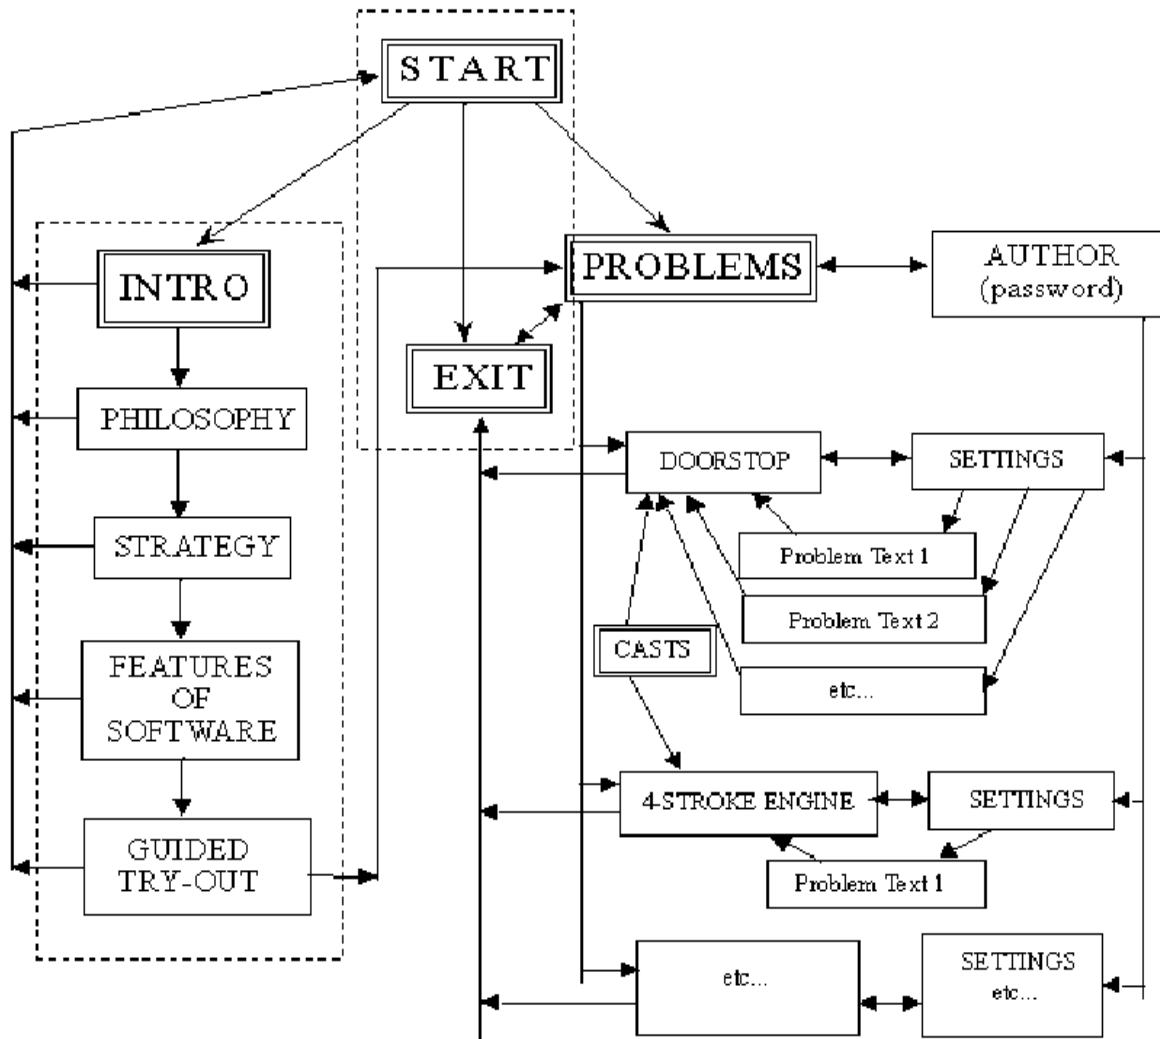 START
INTRO
PROBLEMS
AUTHOR
(password)
EXIT
PHILOSOPHY
DOORSTOP
SETTINGS
STRATEGY
Problem Text 1
Problem Text 2
CASTS
FEATURES
OF
SOFTWARE
etc...
4-STROKE ENGINE
SETTINGS
GUIDED
TRY-OUT
Problem Text 1
etc...
SETTINGS
etc...